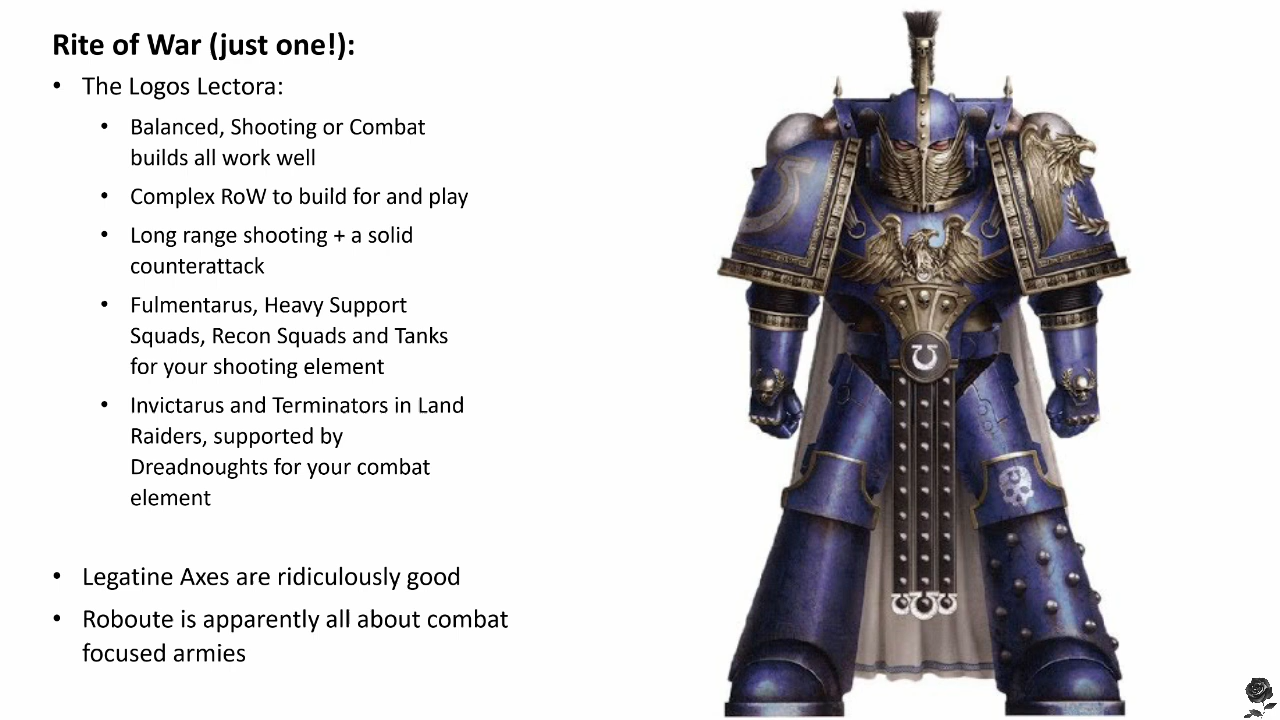 Rite of War (just one!):
• The Logos Lectora:
• Balanced, Shooting or Combat
builds all work well
• Complex RoW to build for and play
• Long range shooting + a solid
counterattack
• Fulmentarus, Heavy Support
Squads, Recon Squads and Tanks
for your shooting element
• Invictarus and Terminators in Land
Raiders, supported by
Dreadnoughts for your combat
element
• Legatine Axes are ridiculously good
• Roboute is apparently all about combat
focused armies